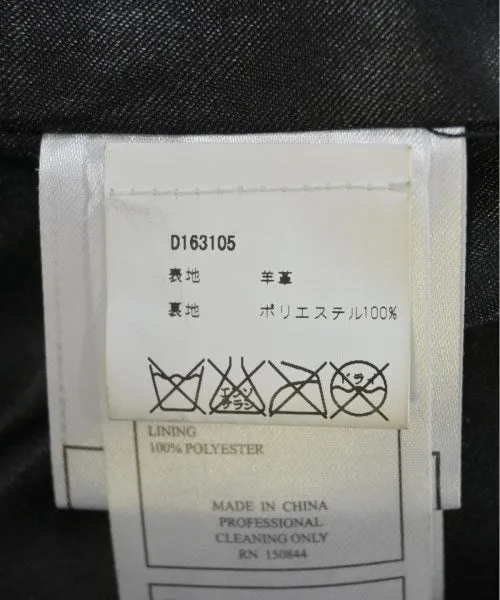 D163105
表地 羊革
裏地 ポリエステル100%
エンソ サラシ
ドライ
LINING
100% POLYESTER
MADE IN CHINA
PROFESSIONAL
CLEANING ONLY
RN 150844